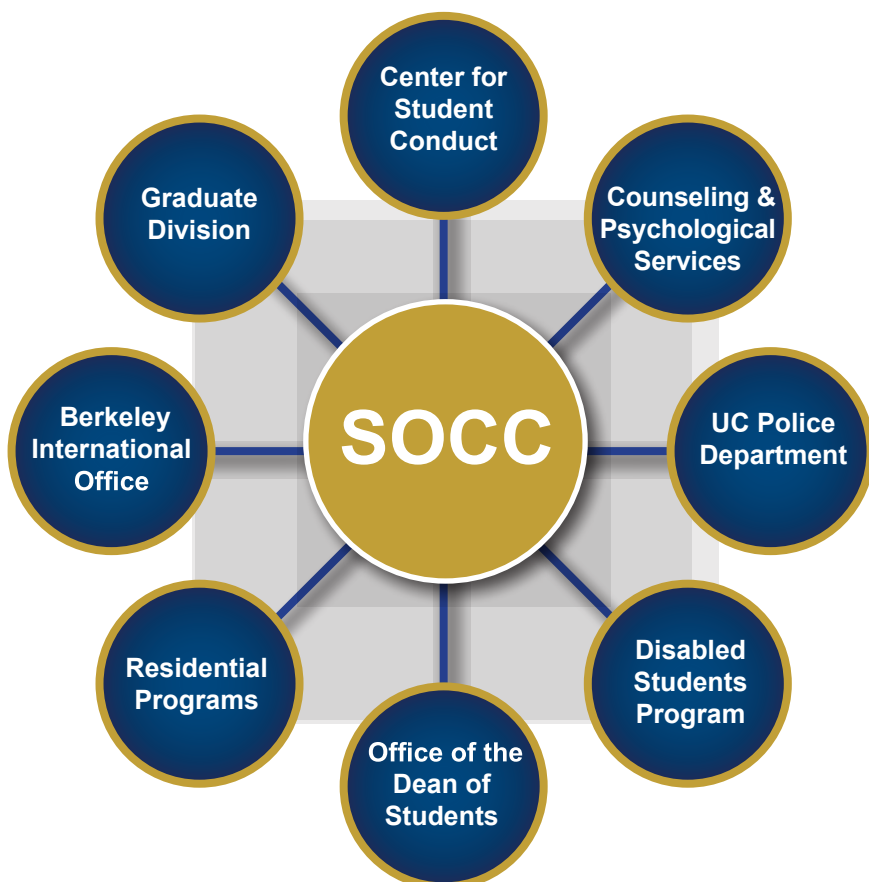 Center for
Student
Conduct
Counseling &
Psychological
Services
UC Police
Department
Disabled
Students
Program
Office of the
Dean of
Students
Residential
Programs
Berkeley
International
Office
Graduate
Division
SOCC